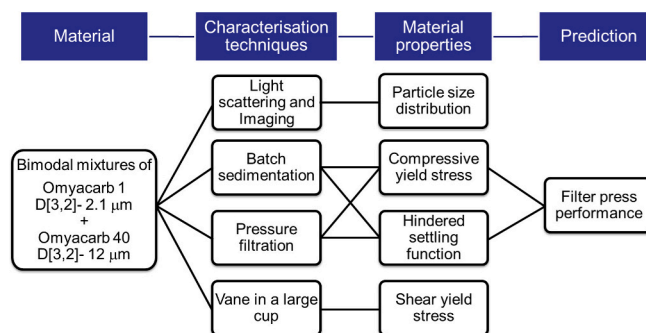 Material
Characterisation
techniques
Material
properties
Prediction
Light
scattering and
Imaging
Particle size
distribution
Bimodal mixtures of
Omyacarb 1
D[3,2]- 2.1 μm
+
Omyacarb 40
D[3,2]- 12 μm
Batch
sedimentation
Compressive
yield stress
Pressure
filtration
Hindered
settling
function
Filter press
performance
Vane in a large
cup
Shear yield
stress